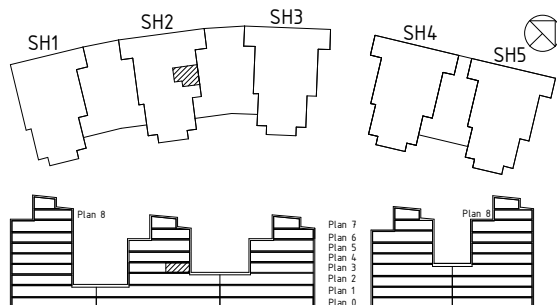 SH1
SH2
SH3
SH4
SH5
Plan 8
Plan 8
Plan 7
Plan 6
Plan 5
Plan 4
Plan 3
Plan 2
Plan 1
Plan 0